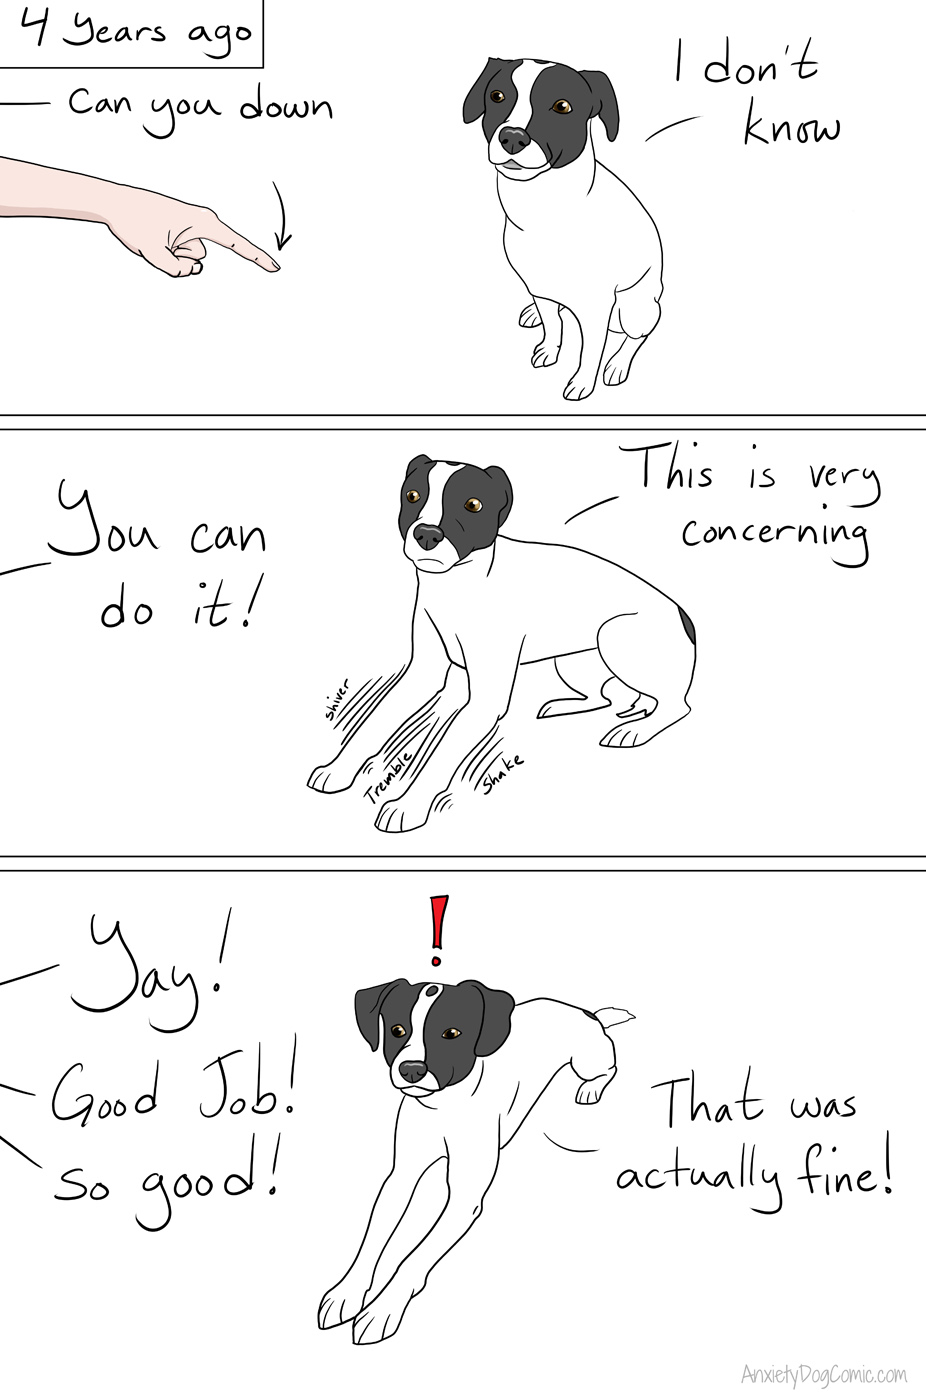 4 Years ago
Can you down
I don't
know
You can
do it!
This is very
concerning
shiver
Tremble
Shake
Yay!
Good Job!
So good!
!
That was
actually fine!
AnxietyDogComic.com